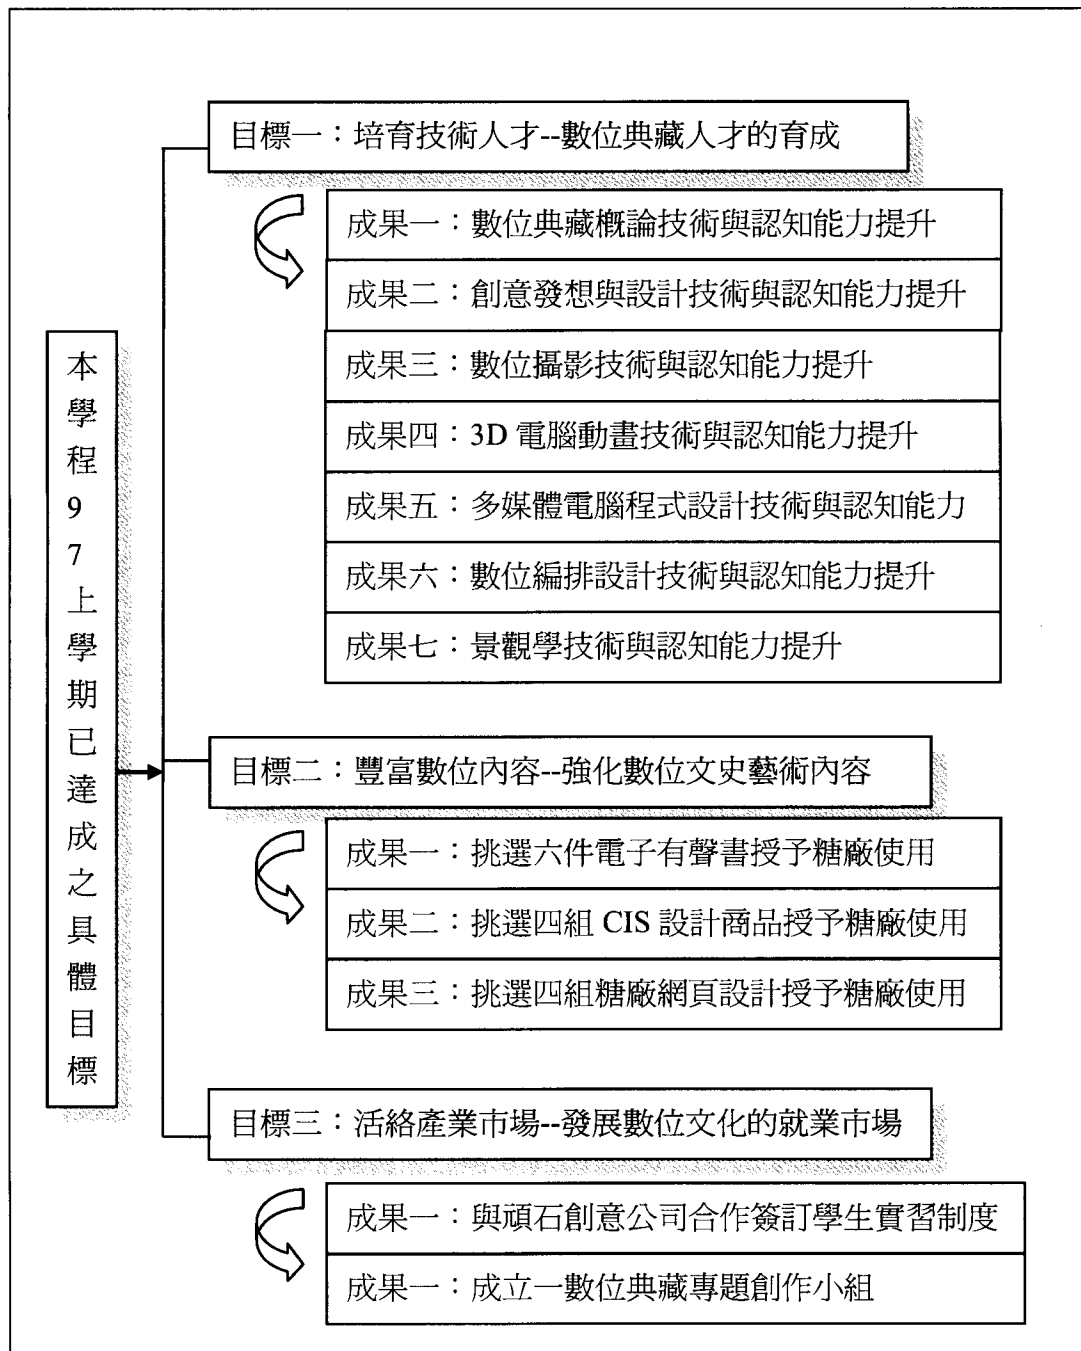 目標一：培育技術人才--數位典藏人才的育成
成果一：數位典藏概論技術與認知能力提升
成果二：創意發想與設計技術與認知能力提升
成果三：數位攝影技術與認知能力提升
成果四：3D 電腦動畫技術與認知能力提升
成果五：多媒體電腦程式設計技術與認知能力
成果六：數位編排設計技術與認知能力提升
成果七：景觀學技術與認知能力提升
本學程97上學期已達成之具體目標
目標二：豐富數位內容--強化數位文史藝術內容
成果一：挑選六件電子有聲書授予糖廠使用
成果二：挑選四組 CIS 設計商品授予糖廠使用
成果三：挑選四組糖廠網頁設計授予糖廠使用
目標三：活絡產業市場--發展數位文化的就業市場
成果一：與頑石創意公司合作簽訂學生實習制度
成果一：成立一數位典藏專題創作小組